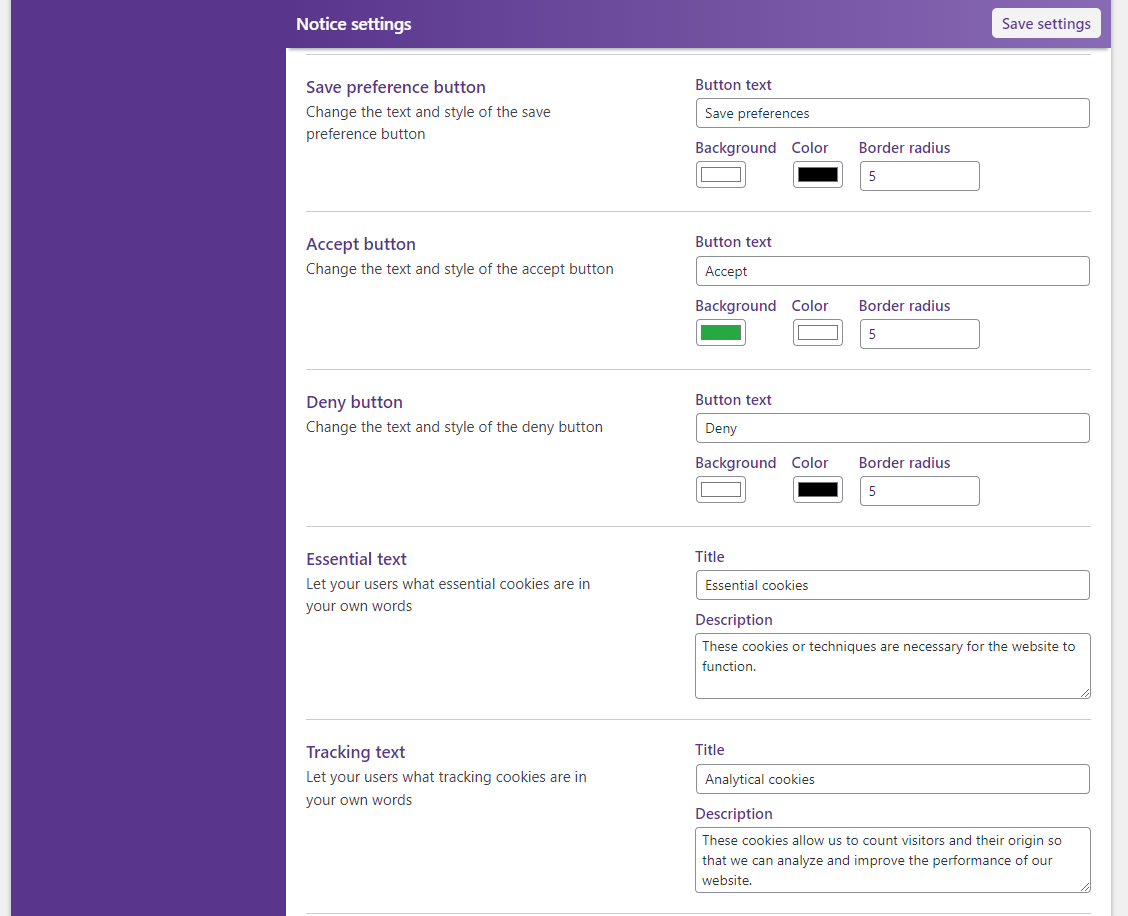 Notice settings
Save settings
Save preference button
Change the text and style of the save
preference button
Button text
Save preferences
Background Color Border radius
5
Accept button
Change the text and style of the accept button
Button text
Accept
Background Color Border radius
5
Deny button
Change the text and style of the deny button
Button text
Deny
Background Color Border radius
5
Essential text
Let your users what essential cookies are in
your own words
Title
Essential cookies
Description
These cookies or techniques are necessary for the website to
function.
Tracking text
Let your users what tracking cookies are in
your own words
Title
Analytical cookies
Description
These cookies allow us to count visitors and their origin so
that we can analyze and improve the performance of our
website.